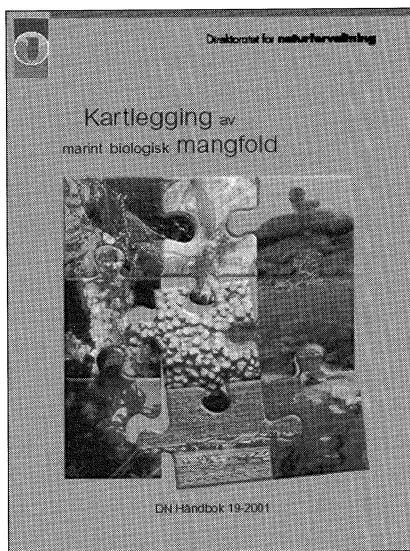 Direktoratet for naturforvaltning
Kartlegging av
marint biologisk mangfold
DN Håndbok 19-2001